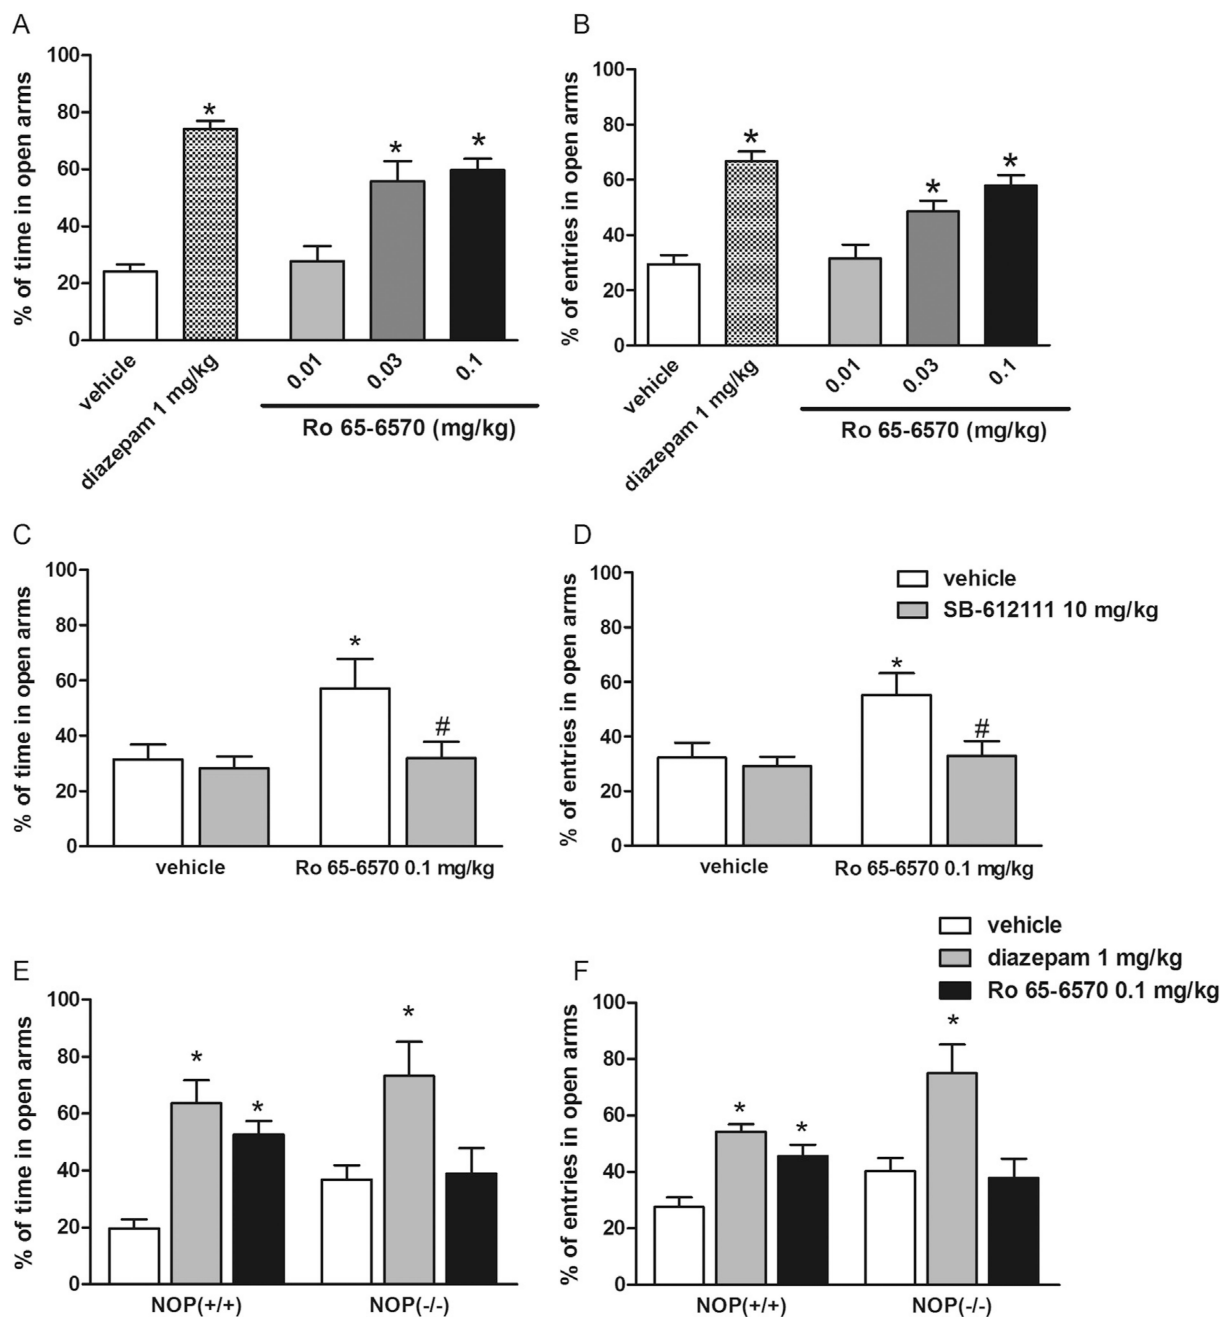 A
% of time in open arms
100
80
60
40
20
0
*
*
*
vehicle
diazepam 1 mg/kg
0.01
0.03
0.1
Ro 65-6570 (mg/kg)
B
% of entries in open arms
100
80
60
40
20
0
*
*
*
vehicle
diazepam 1 mg/kg
0.01
0.03
0.1
Ro 65-6570 (mg/kg)
C
% of time in open arms
100
80
60
40
20
0
*
#
vehicle
Ro 65-6570 0.1 mg/kg
D
% of entries in open arms
100
80
60
40
20
0
vehicle
SB-612111 10 mg/kg
*
#
vehicle
Ro 65-6570 0.1 mg/kg
vehicle
diazepam 1 mg/kg
Ro 65-6570 0.1 mg/kg
E
% of time in open arms
100
80
60
40
20
0
*
*
*
NOP(+/+)
NOP(-/-)
F
% of entries in open arms
100
80
60
40
20
0
*
*
*
NOP(+/+)
NOP(-/-)